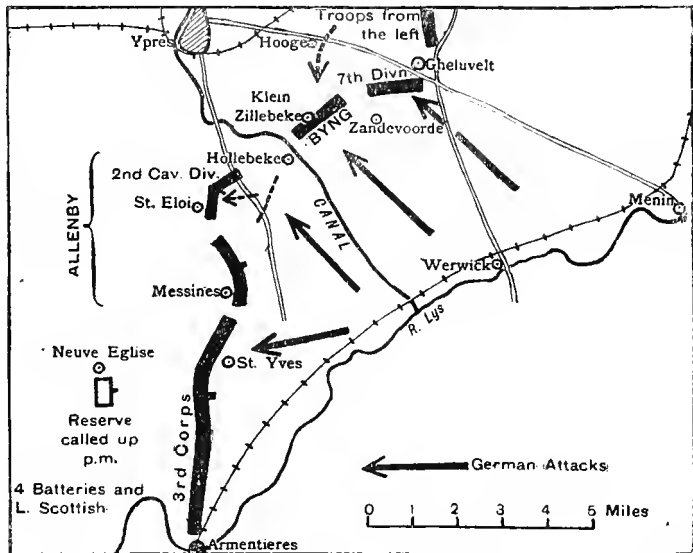 Troops from
the left
Ypres
Hooge
Gheluvelt
7th Divn.
Klein
Zillebeke
BYNG
Zandevoorde
Hollebeke
2nd Cav. Div.
St. Eloi
ALLENBY
CANAL
Menin
Werwick
Messines
R. Lys
Neuve Eglise
St. Yves
Reserve
called up
p.m.
3rd Corps
4 Batteries and
L. Scottish
German Attacks
0 1 2 3 4 5 Miles
Armentieres